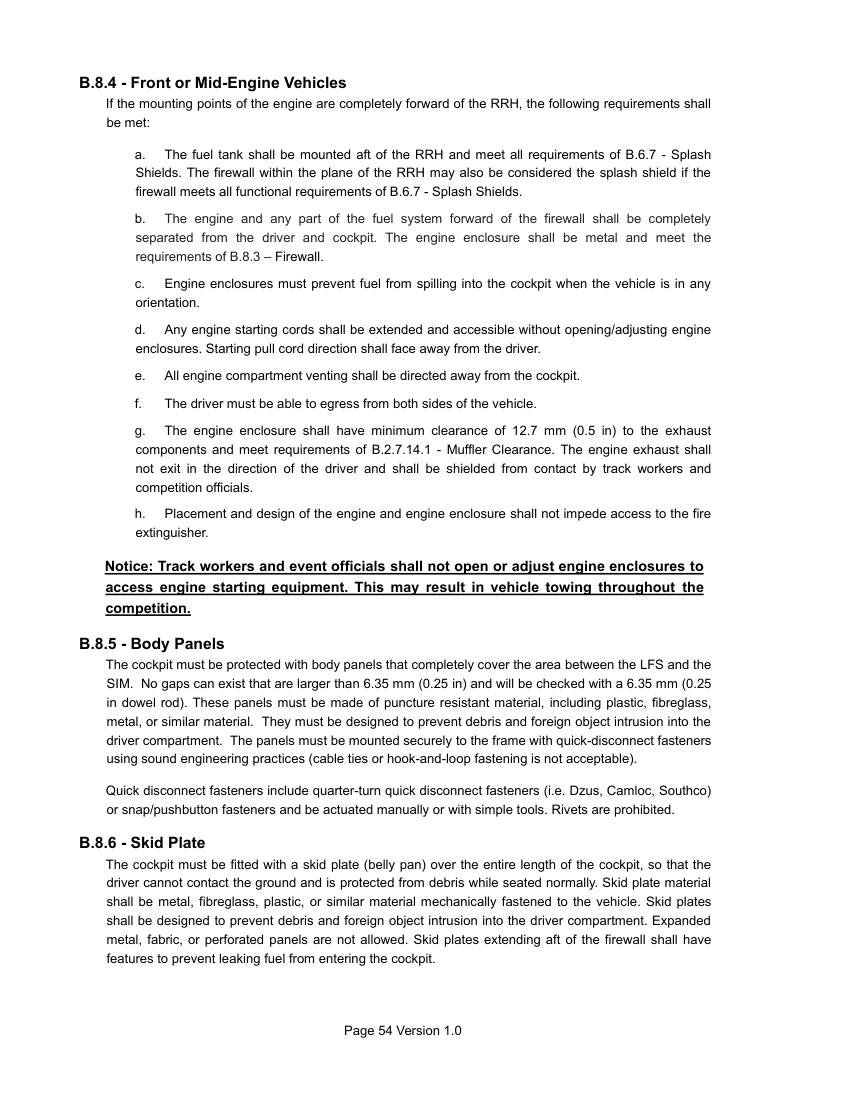 B.8.4 - Front or Mid-Engine Vehicles
If the mounting points of the engine are completely forward of the RRH, the following requirements shall
be met:
a. The fuel tank shall be mounted aft of the RRH and meet all requirements of B.6.7 - Splash
Shields. The firewall within the plane of the RRH may also be considered the splash shield if the
firewall meets all functional requirements of B.6.7 - Splash Shields.
b. The engine and any part of the fuel system forward of the firewall shall be completely
separated from the driver and cockpit. The engine enclosure shall be metal and meet the
requirements of B.8.3 – Firewall.
c. Engine enclosures must prevent fuel from spilling into the cockpit when the vehicle is in any
orientation.
d. Any engine starting cords shall be extended and accessible without opening/adjusting engine
enclosures. Starting pull cord direction shall face away from the driver.
e. All engine compartment venting shall be directed away from the cockpit.
f. The driver must be able to egress from both sides of the vehicle.
g. The engine enclosure shall have minimum clearance of 12.7 mm (0.5 in) to the exhaust
components and meet requirements of B.2.7.14.1 - Muffler Clearance. The engine exhaust shall
not exit in the direction of the driver and shall be shielded from contact by track workers and
competition officials.
h. Placement and design of the engine and engine enclosure shall not impede access to the fire
extinguisher.
Notice: Track workers and event officials shall not open or adjust engine enclosures to
access engine starting equipment. This may result in vehicle towing throughout the
competition.
B.8.5 - Body Panels
The cockpit must be protected with body panels that completely cover the area between the LFS and the
SIM. No gaps can exist that are larger than 6.35 mm (0.25 in) and will be checked with a 6.35 mm (0.25
in dowel rod). These panels must be made of puncture resistant material, including plastic, fibreglass,
metal, or similar material. They must be designed to prevent debris and foreign object intrusion into the
driver compartment. The panels must be mounted securely to the frame with quick-disconnect fasteners
using sound engineering practices (cable ties or hook-and-loop fastening is not acceptable).
Quick disconnect fasteners include quarter-turn quick disconnect fasteners (i.e. Dzus, Camloc, Southco)
or snap/pushbutton fasteners and be actuated manually or with simple tools. Rivets are prohibited.
B.8.6 - Skid Plate
The cockpit must be fitted with a skid plate (belly pan) over the entire length of the cockpit, so that the
driver cannot contact the ground and is protected from debris while seated normally. Skid plate material
shall be metal, fibreglass, plastic, or similar material mechanically fastened to the vehicle. Skid plates
shall be designed to prevent debris and foreign object intrusion into the driver compartment. Expanded
metal, fabric, or perforated panels are not allowed. Skid plates extending aft of the firewall shall have
features to prevent leaking fuel from entering the cockpit.
Page 54 Version 1.0